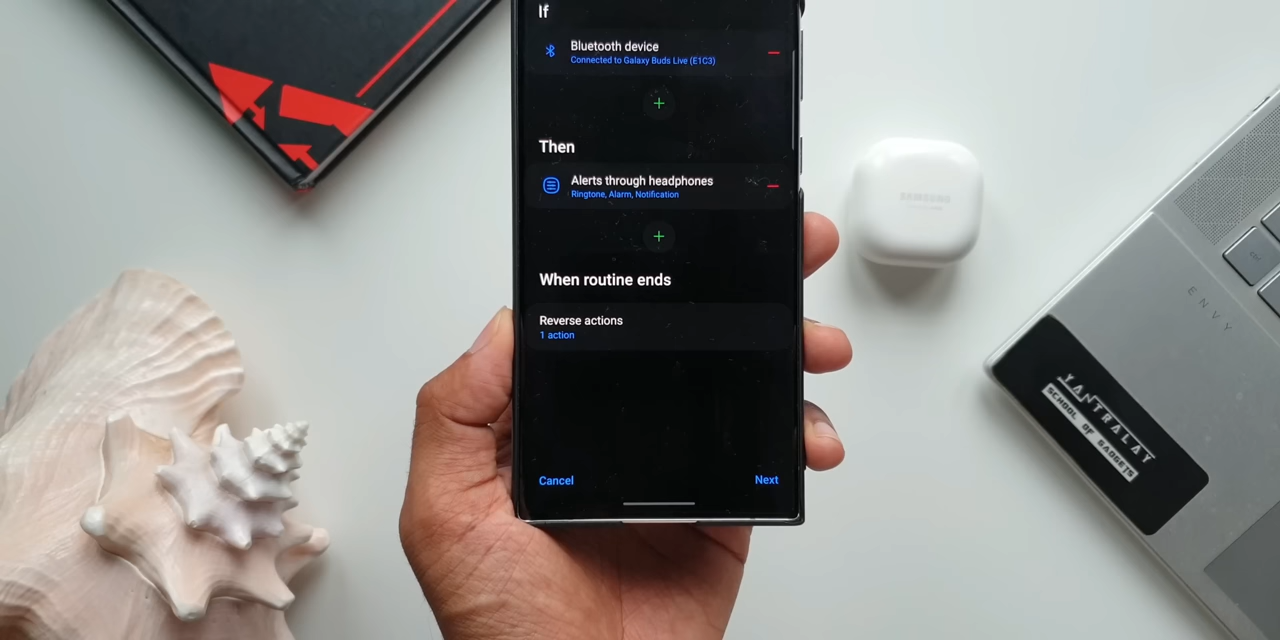 If
Bluetooth device
Connected to Galaxy Buds Live (E1C3)
Then
Alerts through headphones
Ringtone, Alarm, Notification
When routine ends
Reverse actions
1 action
Cancel
Next
SAMSUNG
ENVY
YANTRALAY
SCHOOL OF GADGETS